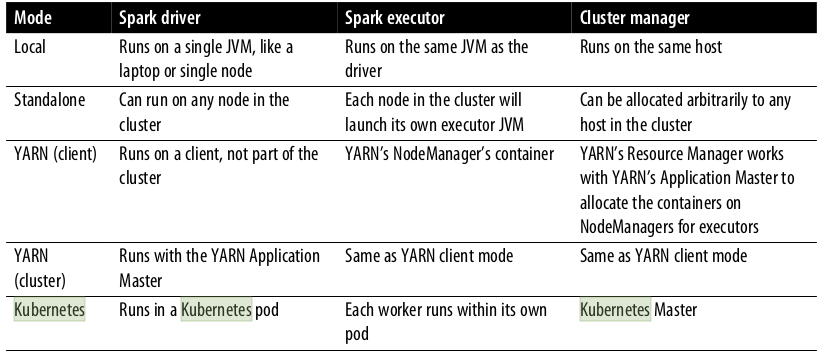 Mode Spark driver Spark executor Cluster manager
Local Runs on a single JVM, like a Runs on the same JVM as the Runs on the same host
laptop or single node driver
Standalone Can run on any node in the Each node in the cluster will Can be allocated arbitrarily to any
cluster launch its own executor JVM host in the cluster
YARN (client) Runs on a client, not part of the YARN’s NodeManager’s container YARN’s Resource Manager works
cluster with YARN’s Application Master to
allocate the containers on
NodeManagers for executors
YARN Runs with the YARN Application Same as YARN client mode Same as YARN client mode
(cluster) Master
Kubernetes Runs in a Kubernetes pod Each worker runs within its own Kubernetes Master
pod